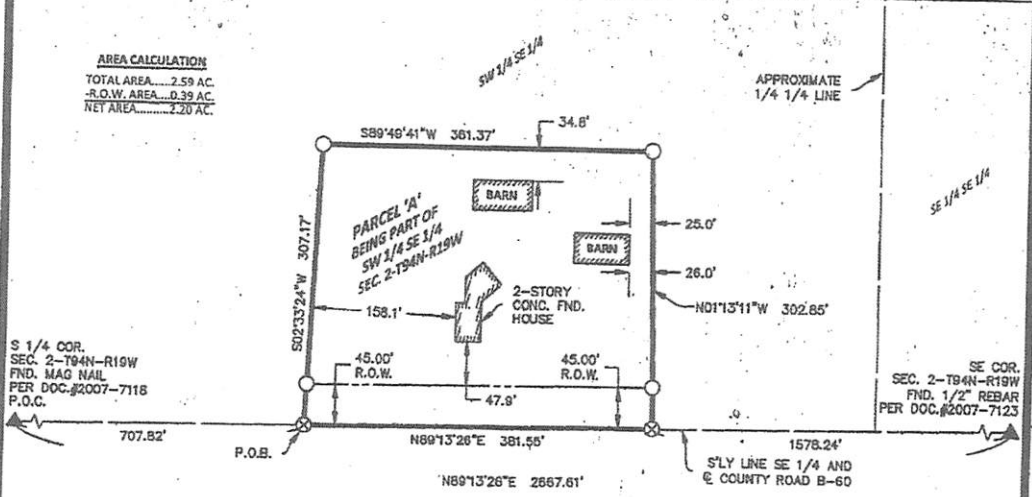 AREA CALCULATION
TOTAL AREA.....2.59 AC.
-R.O.W. AREA....0.39 AC.
NET AREA..........2.20 AC.
SW 1/4 SE 1/4
APPROXIMATE
1/4 1/4 LINE
S89°49'41"W 361.37'
34.8'
BARN
SE 1/4 SE 1/4
PARCEL 'A'
BEING PART OF
SW 1/4 SE 1/4
SEC. 2-T94N-R19W
25.0'
BARN
26.0'
S02°33'24"W 307.17'
2-STORY
CONC. FND.
HOUSE
158.1'
N01°13'11"W 302.85'
S 1/4 COR.
SEC. 2-T94N-R19W
FND. MAG NAIL
PER DOC.#2007-7118
P.O.C.
45.00'
R.O.W.
45.00'
R.O.W.
SE COR.
SEC. 2-T94N-R19W
FND. 1/2" REBAR
PER DOC.#2007-7123
47.9'
707.82'
P.O.B.
N89°13'26"E 381.55'
1578.24'
S'LY LINE SE 1/4 AND
℄ COUNTY ROAD B-60
N89°13'26"E 2667.61'